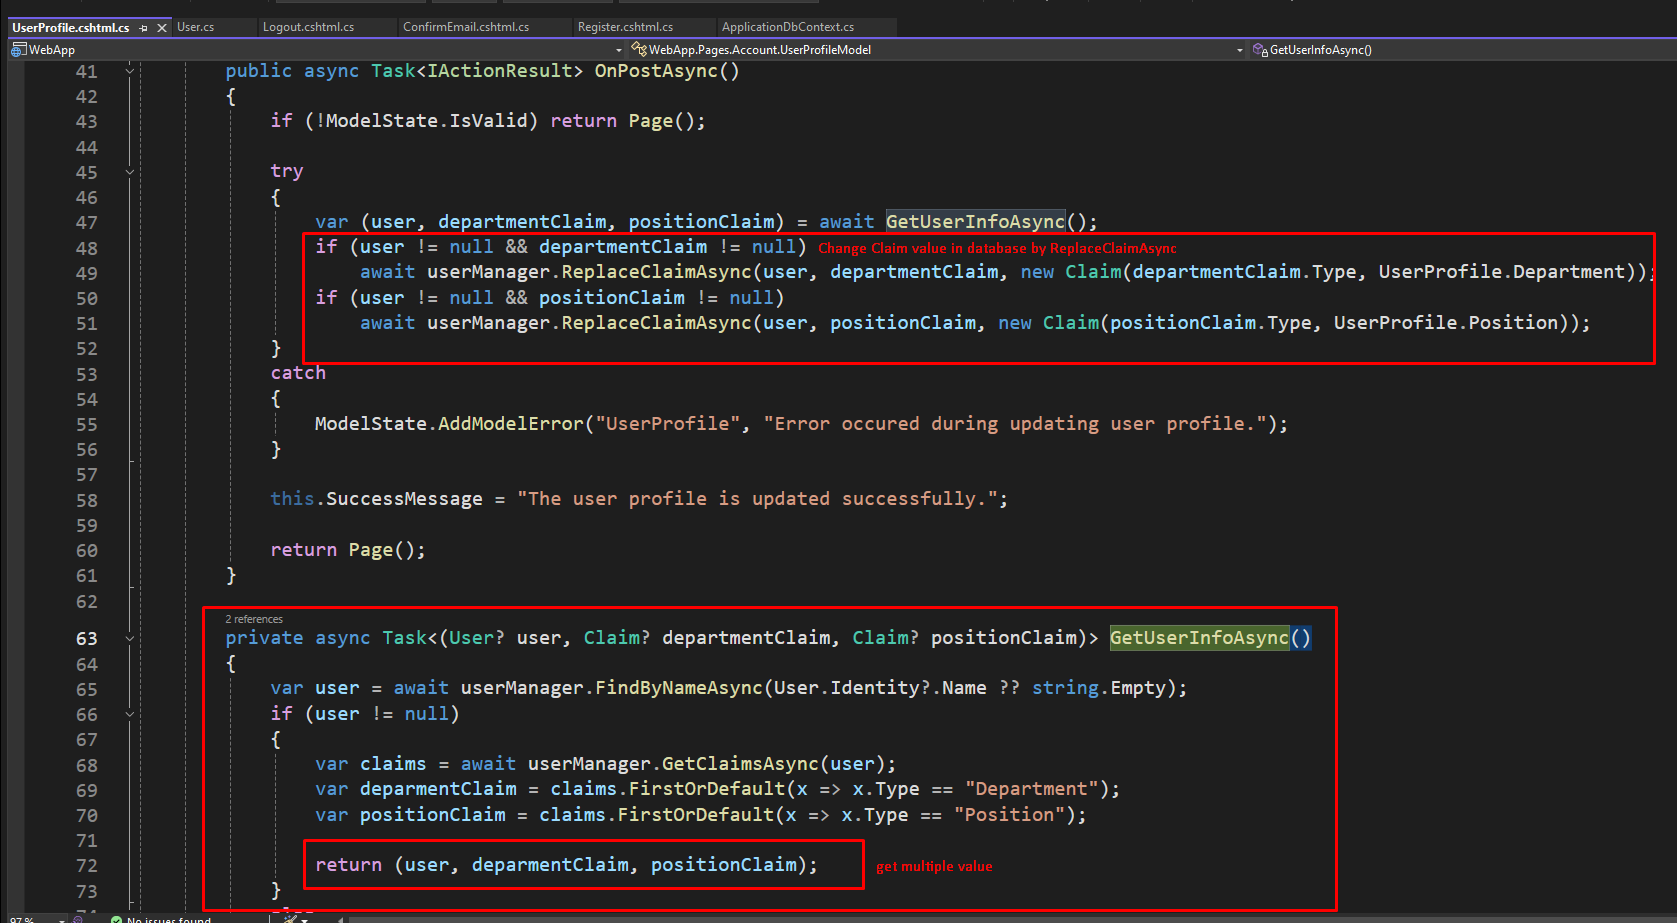 UserProfile.cshtml.cs User.cs Logout.cshtml.cs ConfirmEmail.cshtml.cs Register.cshtml.cs ApplicationDbContext.cs
WebApp WebApp.Pages.Account.UserProfileModel GetUserInfoAsync()
41 public async Task<IActionResult> OnPostAsync()
42 {
43 if (!ModelState.IsValid) return Page();
44
45 try
46 {
47 var (user, departmentClaim, positionClaim) = await GetUserInfoAsync();
48 if (user != null && departmentClaim != null) Change Claim value in database by ReplaceClaimAsync
49 await userManager.ReplaceClaimAsync(user, departmentClaim, new Claim(departmentClaim.Type, UserProfile.Department));
50 if (user != null && positionClaim != null)
51 await userManager.ReplaceClaimAsync(user, positionClaim, new Claim(positionClaim.Type, UserProfile.Position));
52 }
53 catch
54 {
55 ModelState.AddModelError("UserProfile", "Error occured during updating user profile.");
56 }
57
58 this.SuccessMessage = "The user profile is updated successfully.";
59
60 return Page();
61 }
62
2 references
63 private async Task<(User? user, Claim? departmentClaim, Claim? positionClaim)> GetUserInfoAsync()
64 {
65 var user = await userManager.FindByNameAsync(User.Identity?.Name ?? string.Empty);
66 if (user != null)
67 {
68 var claims = await userManager.GetClaimsAsync(user);
69 var deparmentClaim = claims.FirstOrDefault(x => x.Type == "Department");
70 var positionClaim = claims.FirstOrDefault(x => x.Type == "Position");
71
72 return (user, deparmentClaim, positionClaim); get multiple value
73 }
97 % No issues found